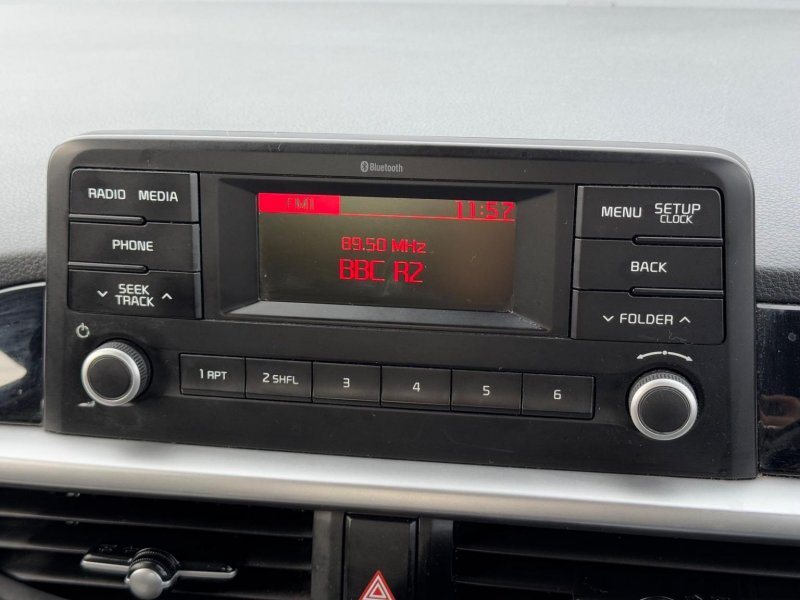 Bluetooth
RADIO MEDIA
PHONE
SEEK
TRACK
FM1 11:57
89.50 MHz
BBC R2
MENU SETUP
CLOCK
BACK
FOLDER
1 RPT 2 SHFL 3 4 5 6